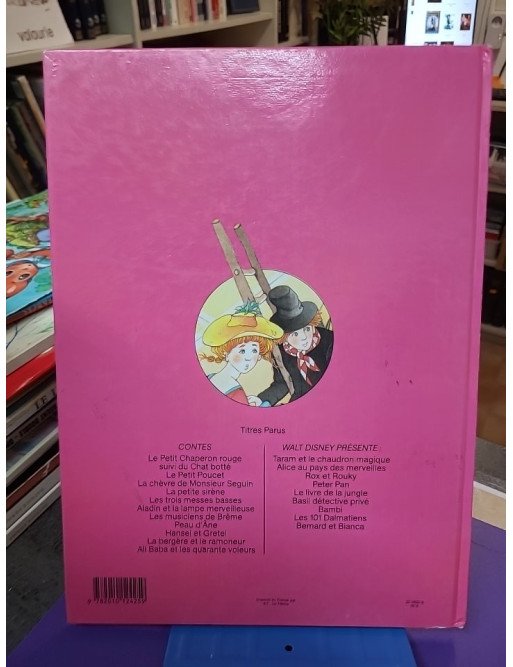 volaurie
Titres Parus
CONTES
Le Petit Chaperon rouge
suivi du Chat botté
Le Petit Poucet
La chèvre de Monsieur Seguin
La petite sirène
Les trois messes basses
Aladin et la lampe merveilleuse
Les musiciens de Brême
Peau d'Âne
Hansel et Gretel
La bergère et le ramoneur
Ali Baba et les quarante voleurs
WALT DISNEY PRÉSENTE:
Taram et le chaudron magique
Alice au pays des merveilles
Rox et Rouky
Peter Pan
Le livre de la jungle
Basil détective privé
Bambi
Les 101 Dalmatiens
Bernard et Bianca
9 782010 124259